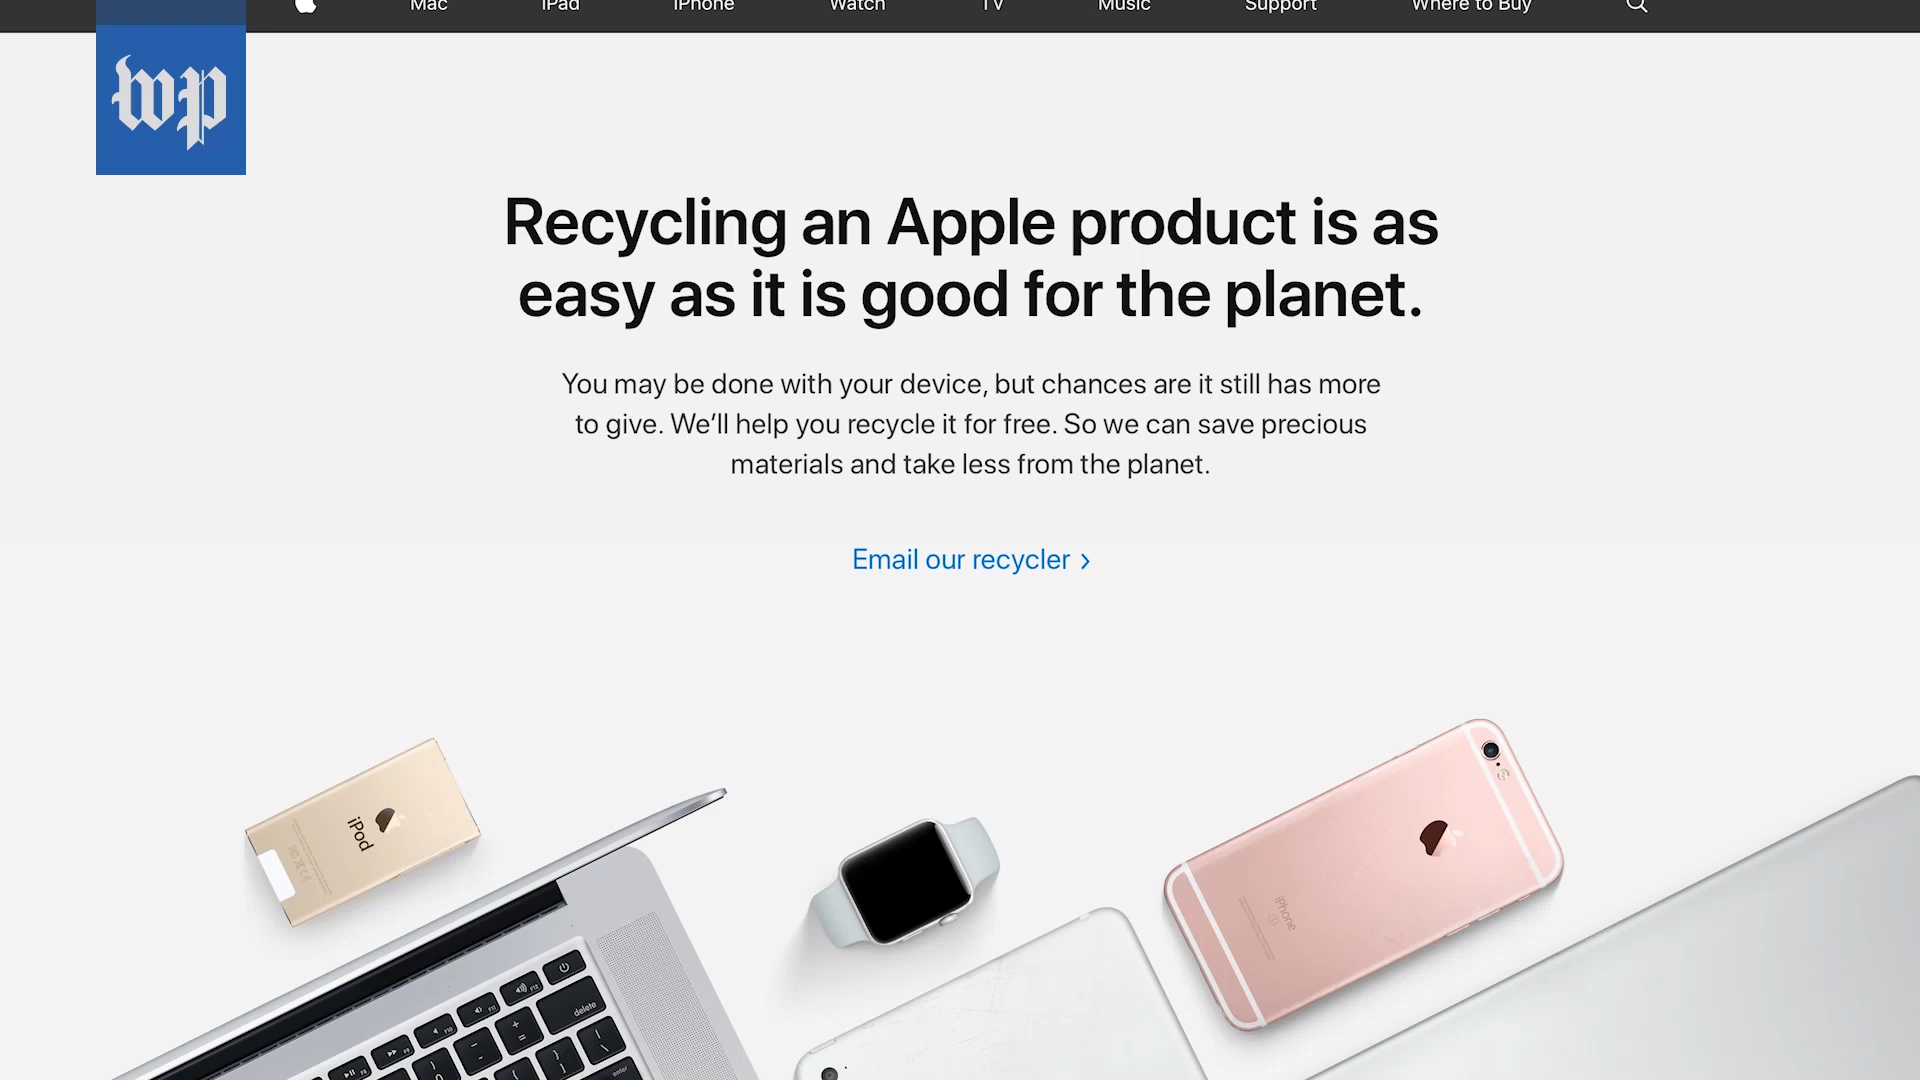 Mac iPad iPhone Watch TV Music Support Where to Buy
wp
Recycling an Apple product is as
easy as it is good for the planet.
You may be done with your device, but chances are it still has more
to give. We’ll help you recycle it for free. So we can save precious
materials and take less from the planet.
Email our recycler >
iPod
iPhone
delete
enter